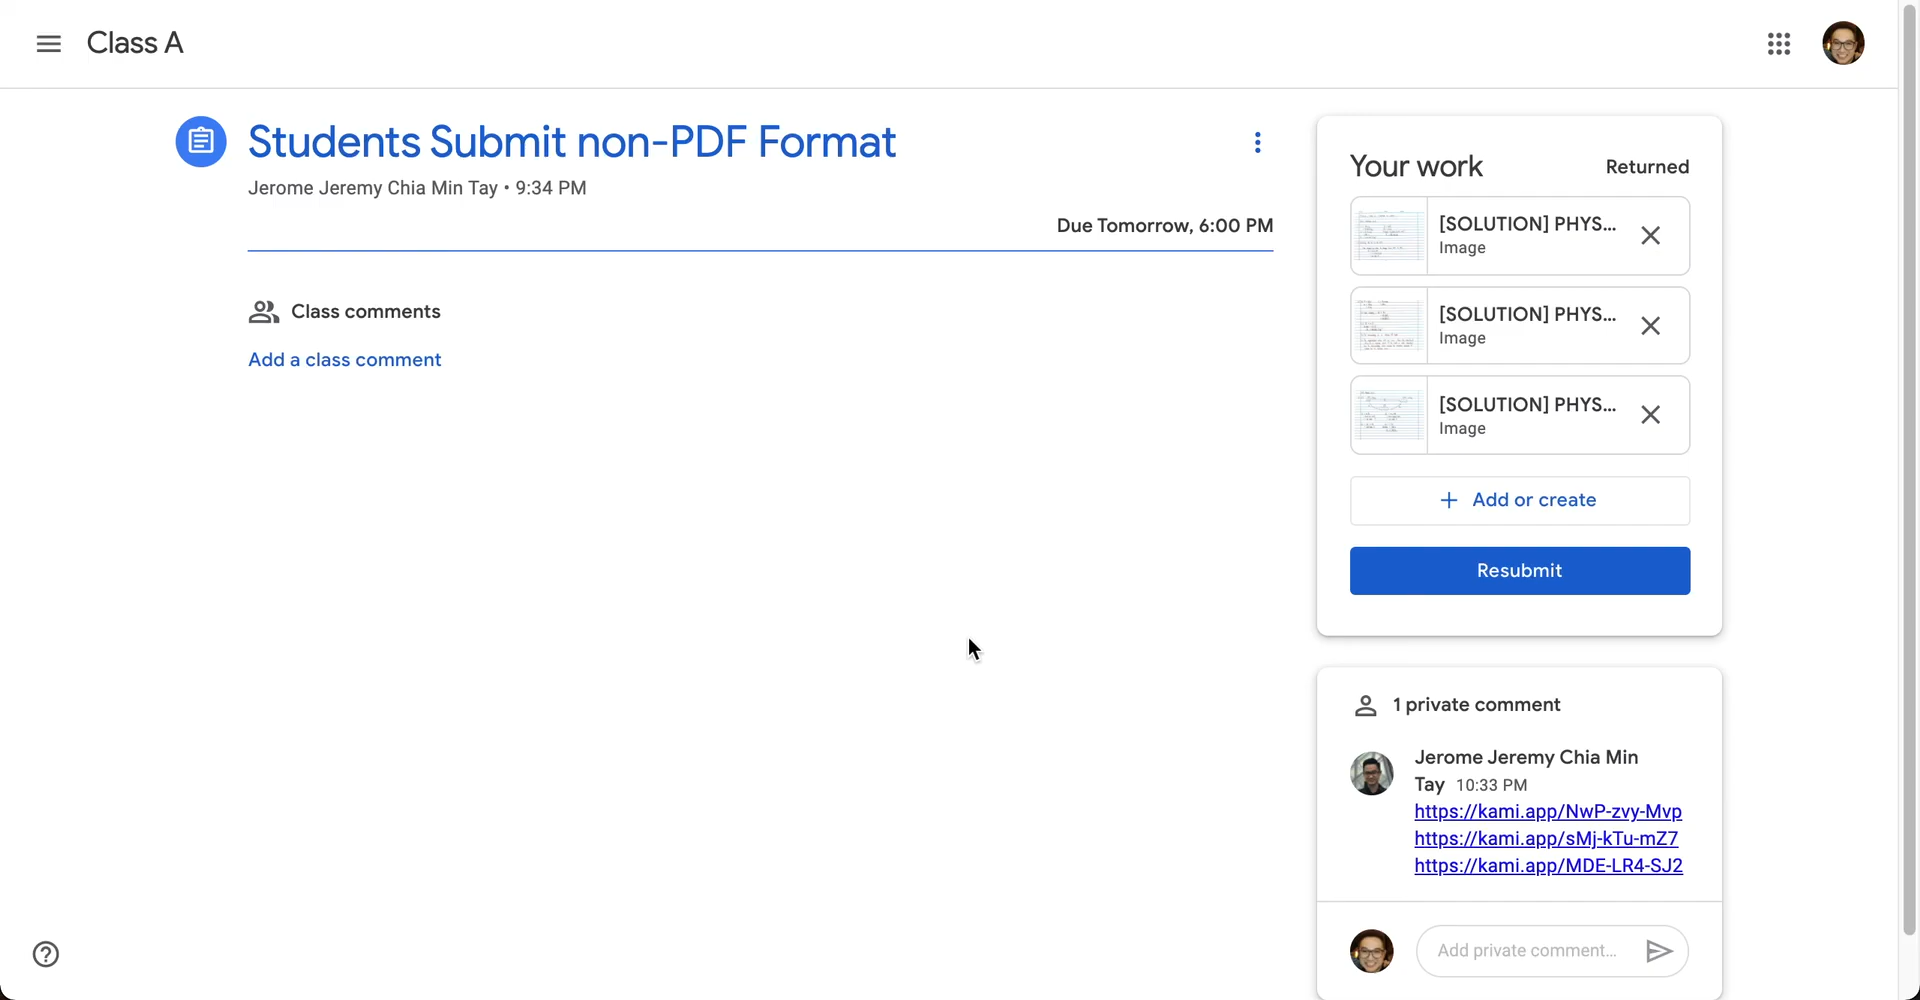 Class A
Students Submit non-PDF Format
Jerome Jeremy Chia Min Tay • 9:34 PM
Due Tomorrow, 6:00 PM
Class comments
Add a class comment
Your work
Returned
[SOLUTION] PHYS...
Image
[SOLUTION] PHYS...
Image
[SOLUTION] PHYS...
Image
+ Add or create
Resubmit
1 private comment
Jerome Jeremy Chia Min
Tay 10:33 PM
https://kami.app/NwP-zvy-Mvp
https://kami.app/sMj-kTu-mZ7
https://kami.app/MDE-LR4-SJ2
Add private comment...